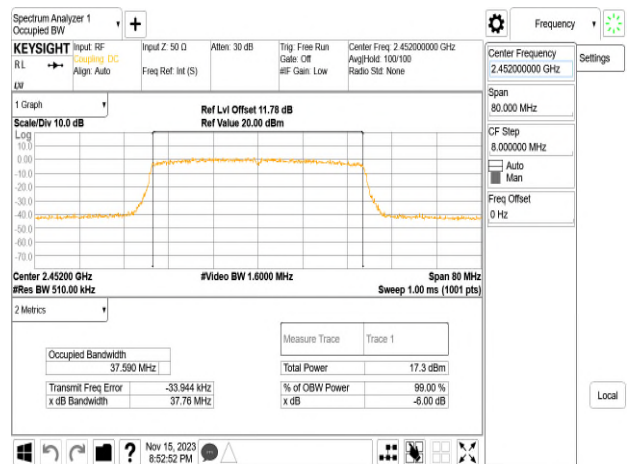 Spectrum Analyzer 1
Occupied BW
+
Frequency
KEYSIGHT
RL
Input: RF
Coupling: DC
Align: Auto
Input Z: 50 Ω
Freq Ref: Int (S)
Atten: 30 dB
Trig: Free Run
Gate: Off
#IF Gain: Low
Center Freq: 2.452000000 GHz
Avg|Hold: 100/100
Radio Std: None
LXI
Center Frequency
2.452000000 GHz
Settings
Span
80.000 MHz
CF Step
8.000000 MHz
Auto
Man
Freq Offset
0 Hz
Local
1 Graph
Scale/Div 10.0 dB
Ref Lvl Offset 11.78 dB
Ref Value 20.00 dBm
Log
10.0
0.00
-10.0
-20.0
-30.0
-40.0
-50.0
-60.0
-70.0
Center 2.45200 GHz
#Res BW 510.00 kHz
#Video BW 1.6000 MHz
Span 80 MHz
Sweep 1.00 ms (1001 pts)
2 Metrics
Measure Trace Trace 1
Occupied Bandwidth
37.590 MHz
Total Power 17.3 dBm
Transmit Freq Error -33.944 kHz
% of OBW Power 99.00 %
x dB Bandwidth 37.76 MHz
x dB -6.00 dB
?
Nov 15, 2023
8:52:52 PM